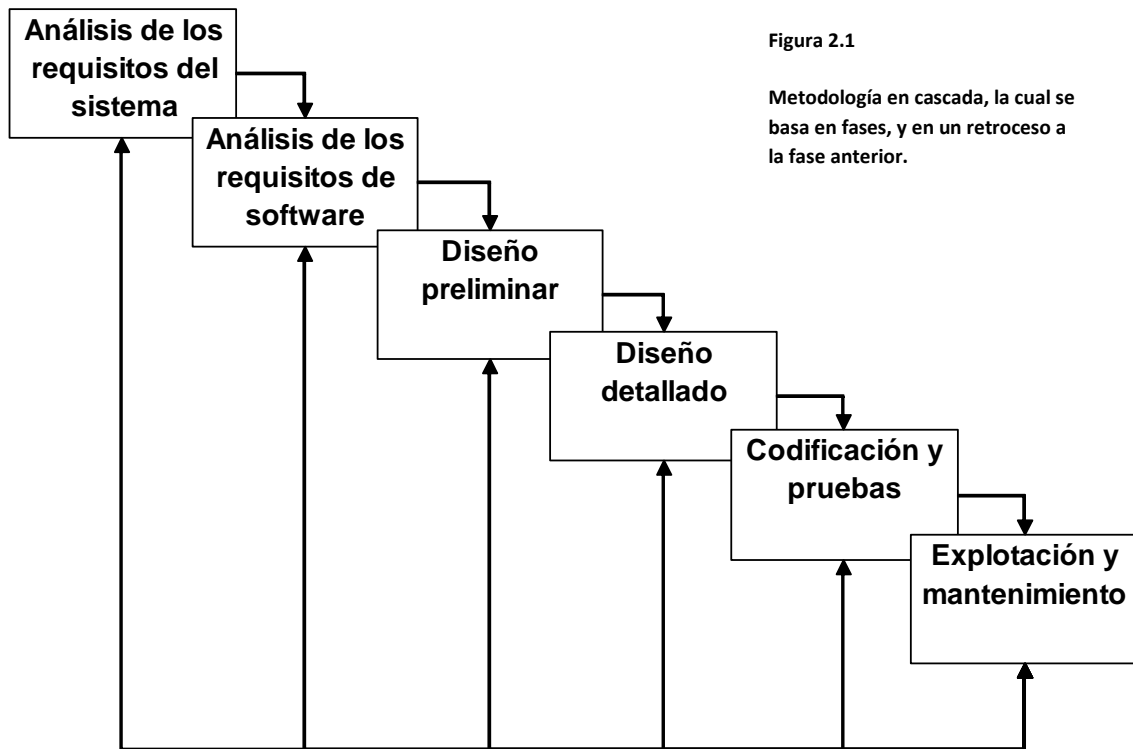 Análisis de los
requisitos del
sistema
Figura 2.1
Metodología en cascada, la cual se
basa en fases, y en un retroceso a
la fase anterior.
Análisis de los
requisitos de
software
Diseño
preliminar
Diseño
detallado
Codificación y
pruebas
Explotación y
mantenimiento